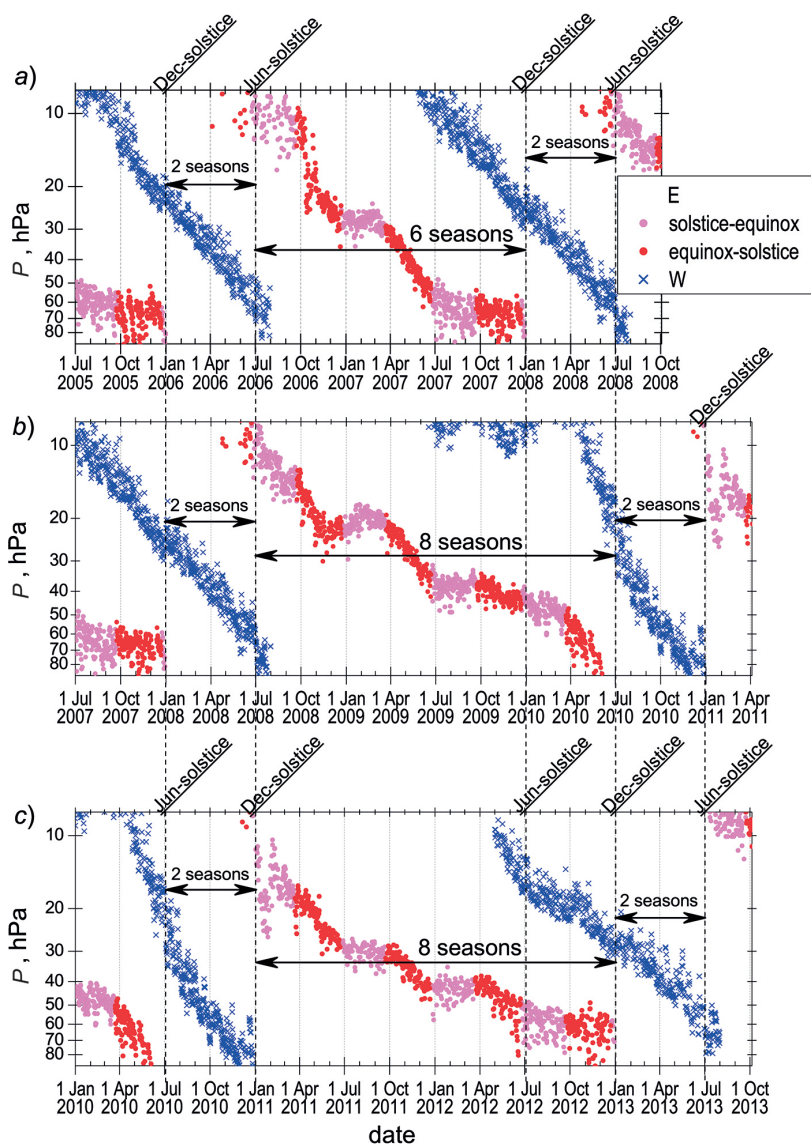 Dec-solstice
Jun-solstice
Dec-solstice
Jun-solstice
a)
10
20
30
40
50
60
70
80
P , hPa
2 seasons
2 seasons
6 seasons
E
solstice-equinox
equinox-solstice
W
1 Jul 1 Oct 1 Jan 1 Apr 1 Jul 1 Oct 1 Jan 1 Apr 1 Jul 1 Oct 1 Jan 1 Apr 1 Jul 1 Oct
2005 2005 2006 2006 2006 2006 2007 2007 2007 2007 2008 2008 2008 2008
Dec-solstice
b)
10
20
30
40
50
60
70
80
P , hPa
2 seasons
2 seasons
8 seasons
1 Jul 1 Oct 1 Jan 1 Apr 1 Jul 1 Oct 1 Jan 1 Apr 1 Jul 1 Oct 1 Jan 1 Apr 1 Jul 1 Oct 1 Jan 1 Apr
2007 2007 2008 2008 2008 2008 2009 2009 2009 2009 2010 2010 2010 2010 2011 2011
Jun-solstice
Dec-solstice
Jun-solstice
Dec-solstice
Jun-solstice
c)
10
20
30
40
50
60
70
80
P , hPa
2 seasons
2 seasons
8 seasons
1 Jan 1 Apr 1 Jul 1 Oct 1 Jan 1 Apr 1 Jul 1 Oct 1 Jan 1 Apr 1 Jul 1 Oct 1 Jan 1 Apr 1 Jul 1 Oct
2010 2010 2010 2010 2011 2011 2011 2011 2012 2012 2012 2012 2013 2013 2013 2013
date